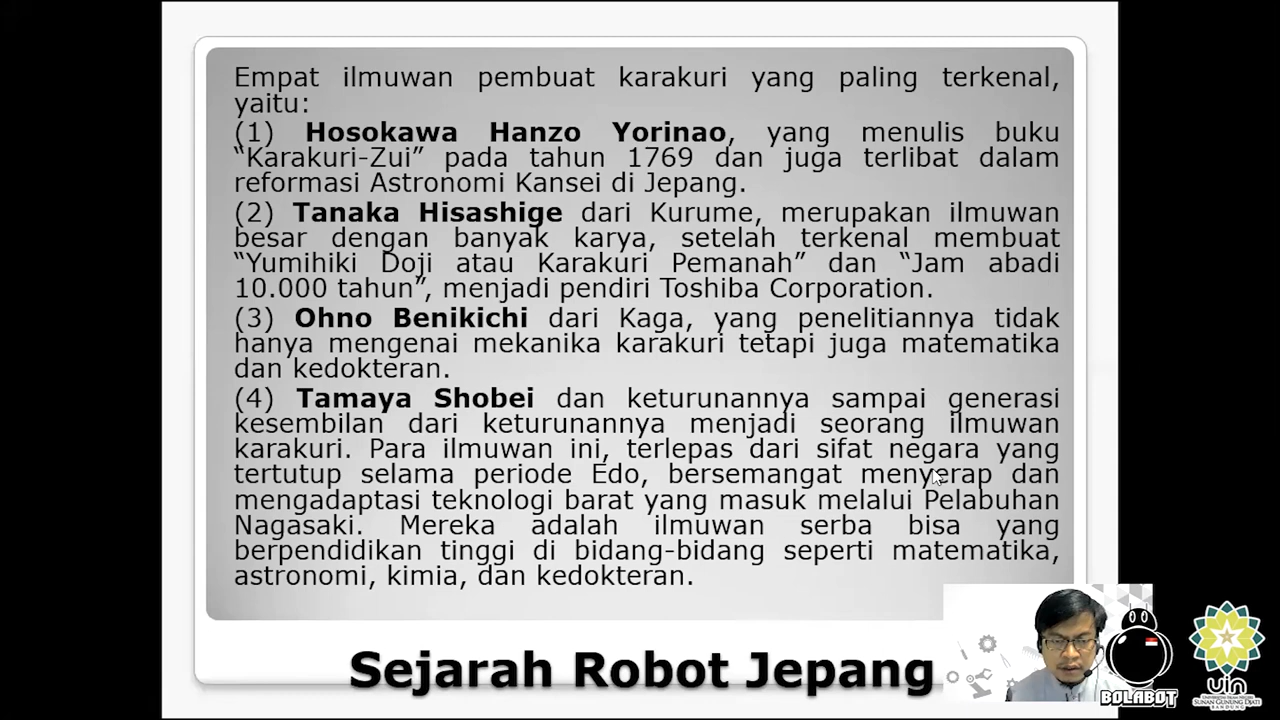 Empat ilmuwan pembuat karakuri yang paling terkenal,
yaitu:
(1) Hosokawa Hanzo Yorinao, yang menulis buku
“Karakuri-Zui” pada tahun 1769 dan juga terlibat dalam
reformasi Astronomi Kansei di Jepang.
(2) Tanaka Hisashige dari Kurume, merupakan ilmuwan
besar dengan banyak karya, setelah terkenal membuat
“Yumihiki Doji atau Karakuri Pemanah” dan “Jam abadi
10.000 tahun”, menjadi pendiri Toshiba Corporation.
(3) Ohno Benikichi dari Kaga, yang penelitiannya tidak
hanya mengenai mekanika karakuri tetapi juga matematika
dan kedokteran.
(4) Tamaya Shobei dan keturunannya sampai generasi
kesembilan dari keturunannya menjadi seorang ilmuwan
karakuri. Para ilmuwan ini, terlepas dari sifat negara yang
tertutup selama periode Edo, bersemangat menyerap dan
mengadaptasi teknologi barat yang masuk melalui Pelabuhan
Nagasaki. Mereka adalah ilmuwan serba bisa yang
berpendidikan tinggi di bidang-bidang seperti matematika,
astronomi, kimia, dan kedokteran.
Sejarah Robot Jepang
BOLABOT
uin
UNIVERSITAS ISLAM NEGERI
SUNAN GUNUNG DJATI
BANDUNG